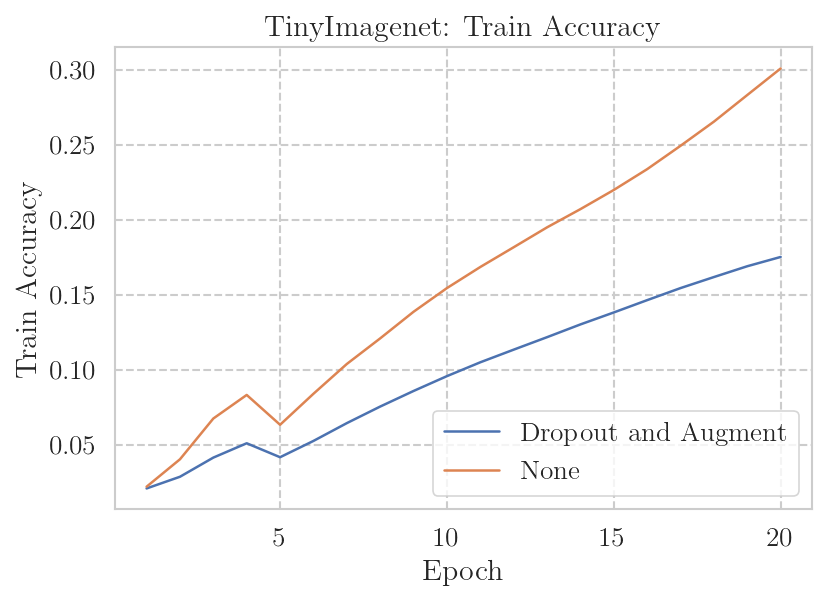 TinyImagenet: Train Accuracy
Train Accuracy
0.30
0.25
0.20
0.15
0.10
0.05
Dropout and Augment
None
5
10
15
20
Epoch